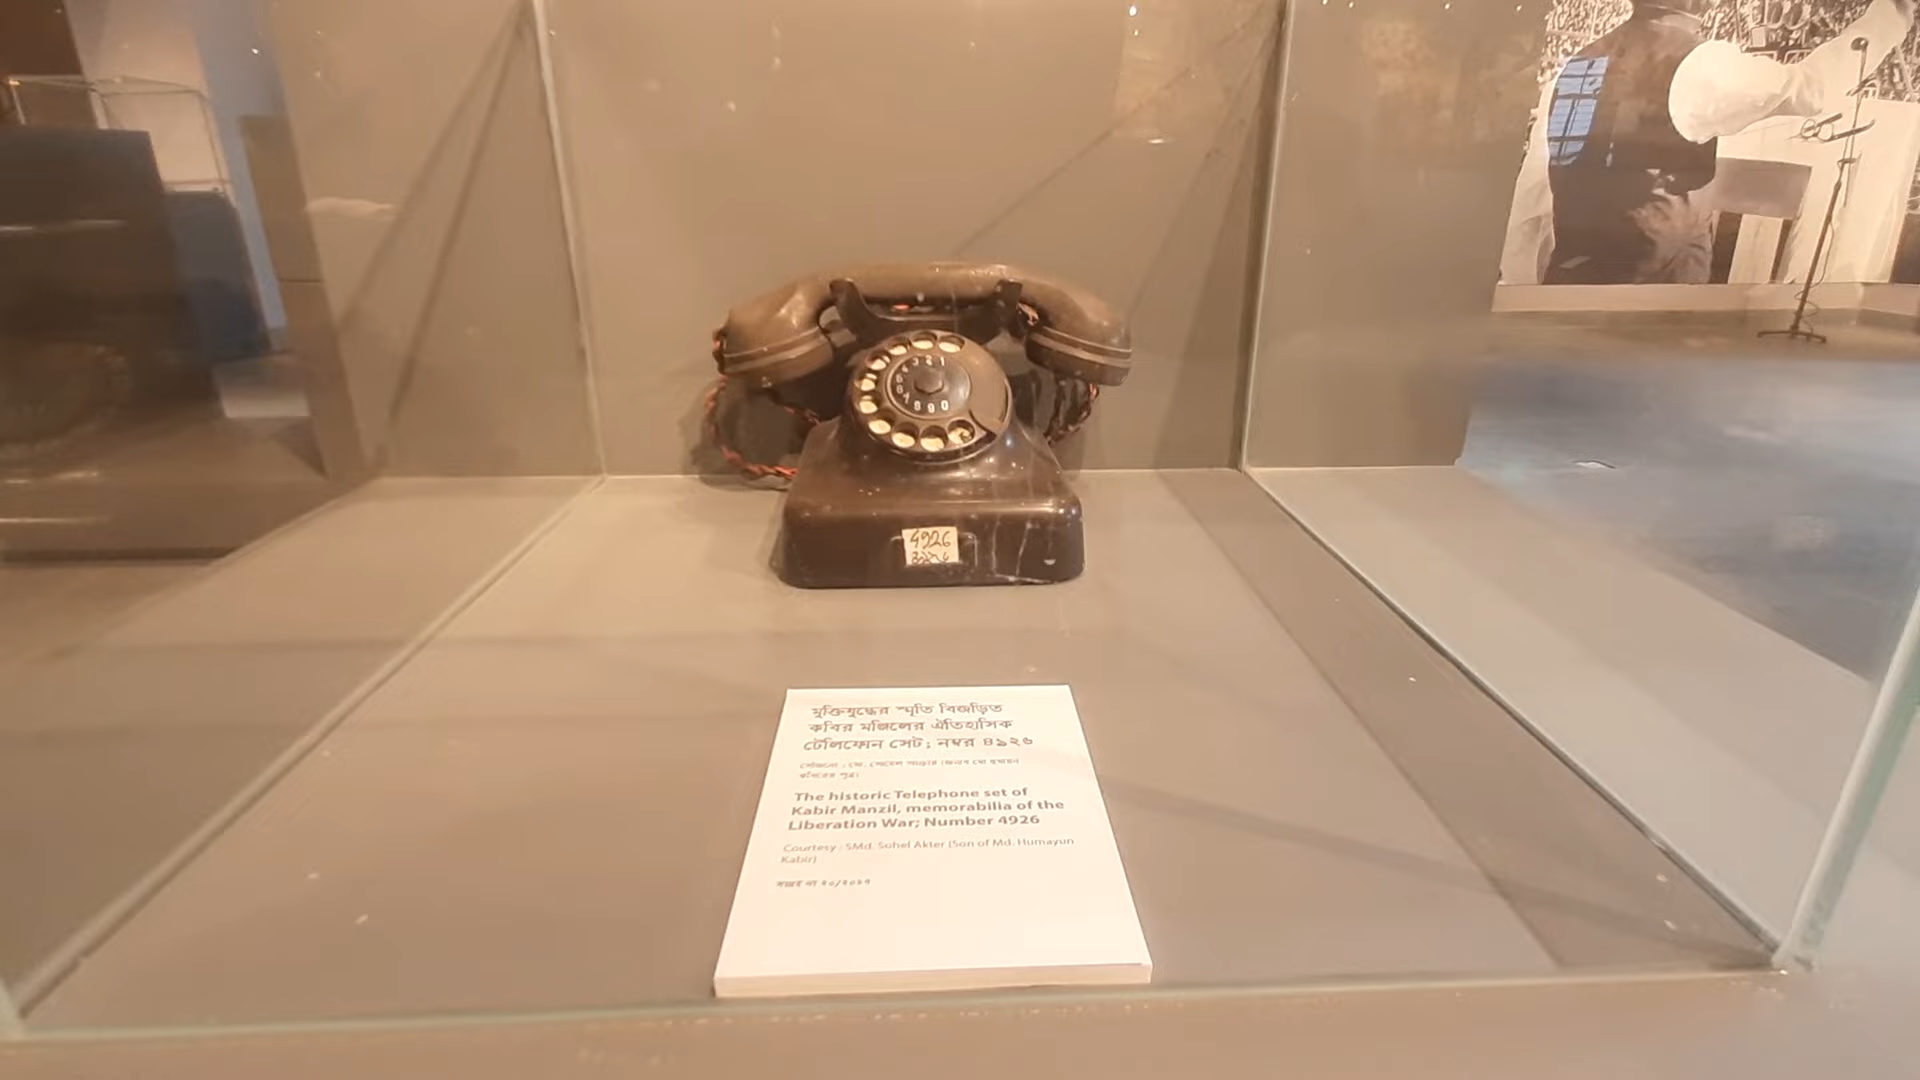 4926
৪৯২৬
মুক্তিযুদ্ধের স্মৃতি বিজড়িত
কবির মঞ্জিলের ঐতিহাসিক
টেলিফোন সেট; নম্বর ৪৯২৬
The historic Telephone set of
Kabir Manzil, memorabilia of the
Liberation War; Number 4926
Courtesy : SMd. Sohel Akter (Son of Md. Humayun
Kabir)